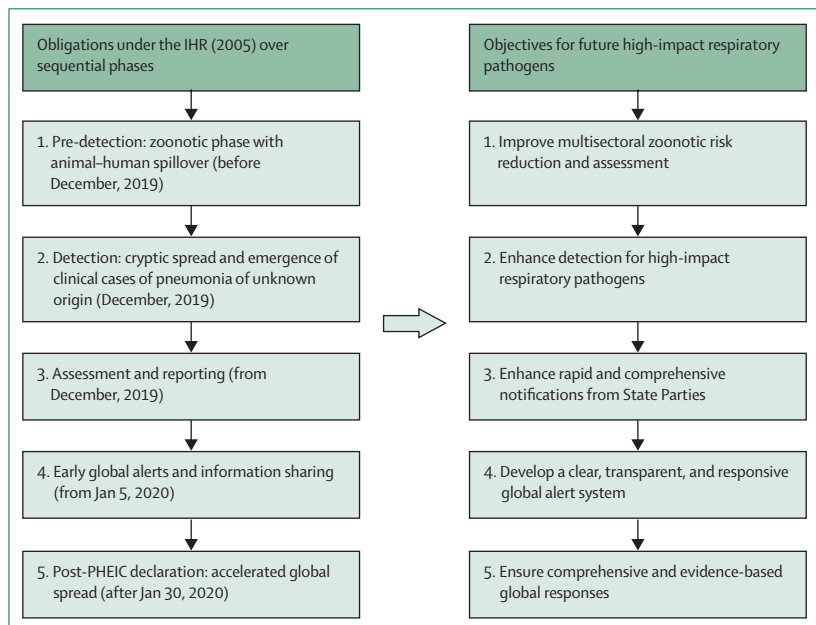 Obligations under the IHR (2005) over
sequential phases
1. Pre-detection: zoonotic phase with
animal–human spillover (before
December, 2019)
2. Detection: cryptic spread and emergence of
clinical cases of pneumonia of unknown
origin (December, 2019)
3. Assessment and reporting (from
December, 2019)
4. Early global alerts and information sharing
(from Jan 5, 2020)
5. Post-PHEIC declaration: accelerated global
spread (after Jan 30, 2020)
Objectives for future high-impact respiratory
pathogens
1. Improve multisectoral zoonotic risk
reduction and assessment
2. Enhance detection for high-impact
respiratory pathogens
3. Enhance rapid and comprehensive
notifications from State Parties
4. Develop a clear, transparent, and responsive
global alert system
5. Ensure comprehensive and evidence-based
global responses